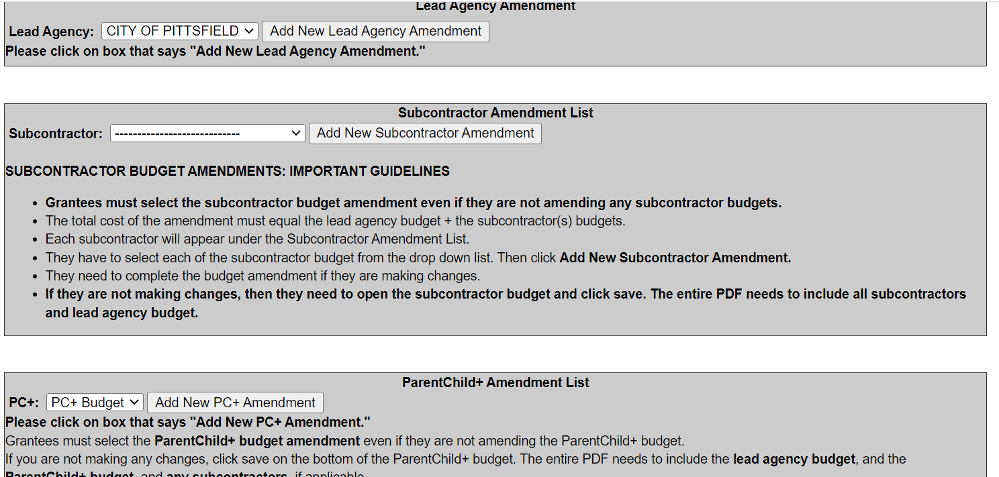 Lead Agency Amendment
Lead Agency: CITY OF PITTSFIELD Add New Lead Agency Amendment
Please click on box that says "Add New Lead Agency Amendment."
Subcontractor Amendment List
Subcontractor: ---------------------------- Add New Subcontractor Amendment
SUBCONTRACTOR BUDGET AMENDMENTS: IMPORTANT GUIDELINES
• Grantees must select the subcontractor budget amendment even if they are not amending any subcontractor budgets.
• The total cost of the amendment must equal the lead agency budget + the subcontractor(s) budgets.
• Each subcontractor will appear under the Subcontractor Amendment List.
• They have to select each of the subcontractor budget from the drop down list. Then click Add New Subcontractor Amendment.
• They need to complete the budget amendment if they are making changes.
• If they are not making changes, then they need to open the subcontractor budget and click save. The entire PDF needs to include all subcontractors
and lead agency budget.
ParentChild+ Amendment List
PC+: PC+ Budget Add New PC+ Amendment
Please click on box that says "Add New PC+ Amendment."
Grantees must select the ParentChild+ budget amendment even if they are not amending the ParentChild+ budget.
If you are not making any changes, click save on the bottom of the ParentChild+ budget. The entire PDF needs to include the lead agency budget, and the
ParentChild+ budget, and any subcontractors, if applicable.